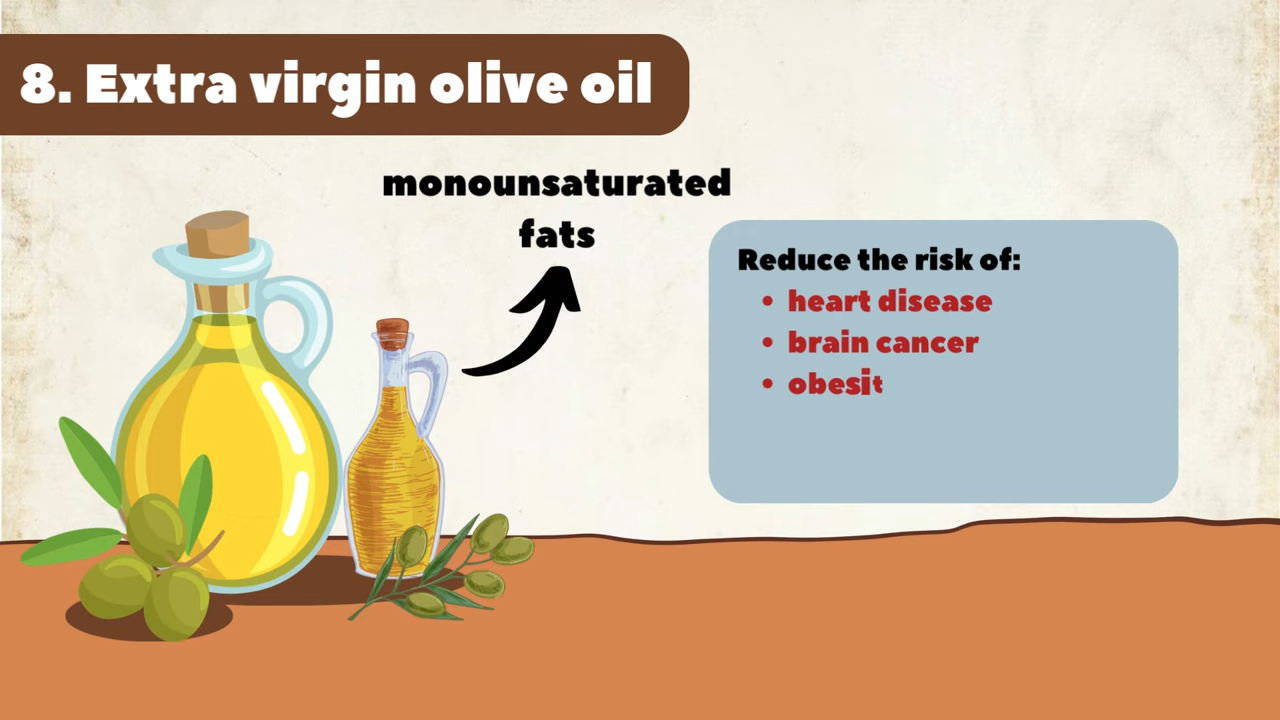 8. Extra virgin olive oil
monounsaturated
fats
Reduce the risk of:
• heart disease
• brain cancer
• obesit